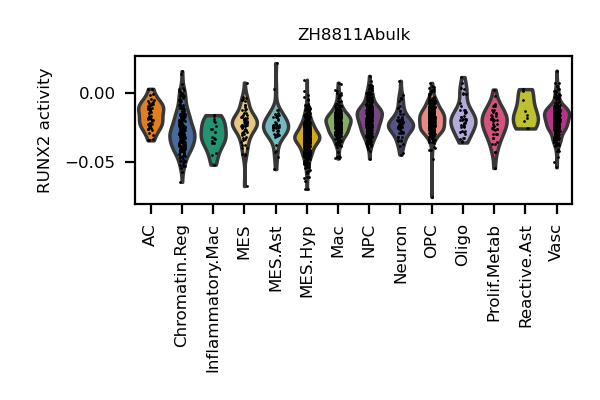 ZH8811Abulk
RUNX2 activity
0.00
−0.05
AC
Chromatin.Reg
Inflammatory.Mac
MES
MES.Ast
MES.Hyp
Mac
NPC
Neuron
OPC
Oligo
Prolif.Metab
Reactive.Ast
Vasc